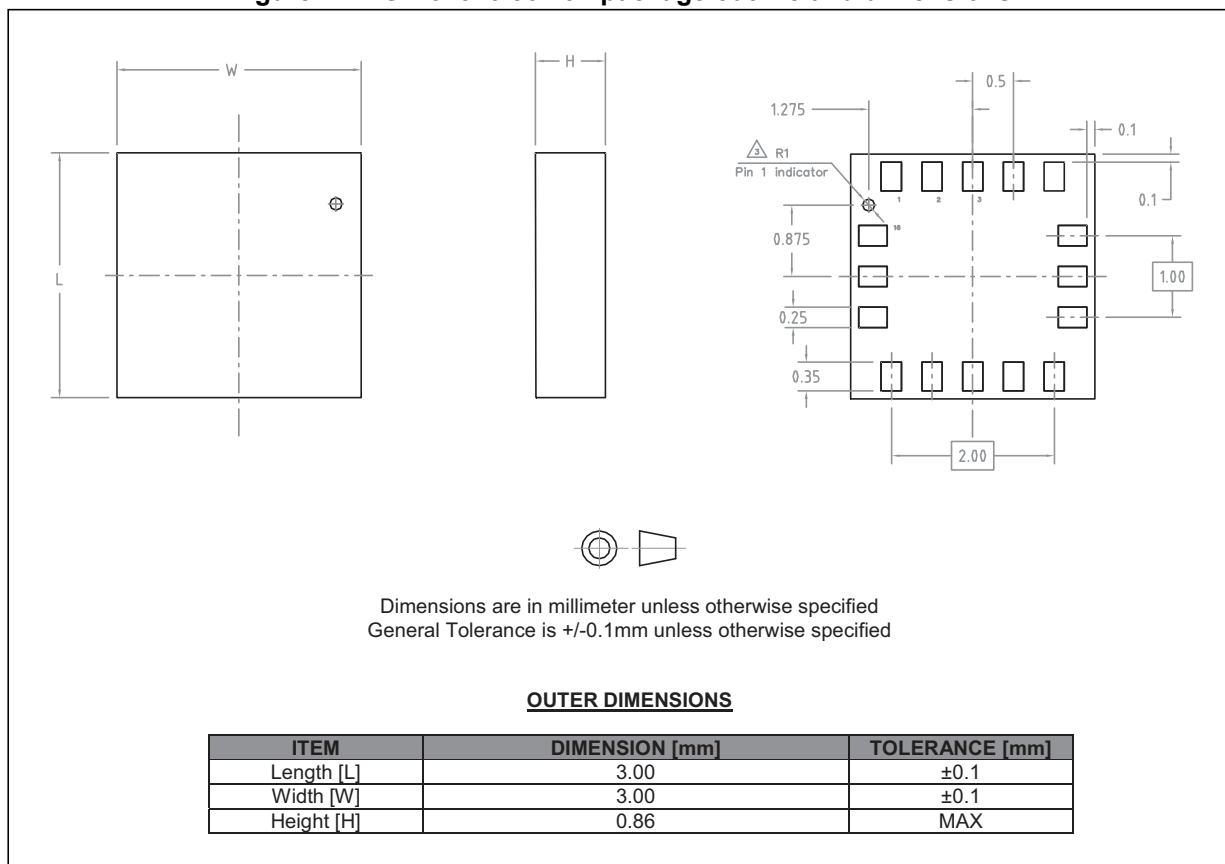 W
H
L
0.5
1.275
0.1
3 R1
Pin 1 indicator
1 2 3
0.1
16
0.875
1.00
0.25
0.35
2.00
Dimensions are in millimeter unless otherwise specified
General Tolerance is +/-0.1mm unless otherwise specified
OUTER DIMENSIONS
ITEM DIMENSION [mm] TOLERANCE [mm]
Length [L] 3.00 ±0.1
Width [W] 3.00 ±0.1
Height [H] 0.86 MAX